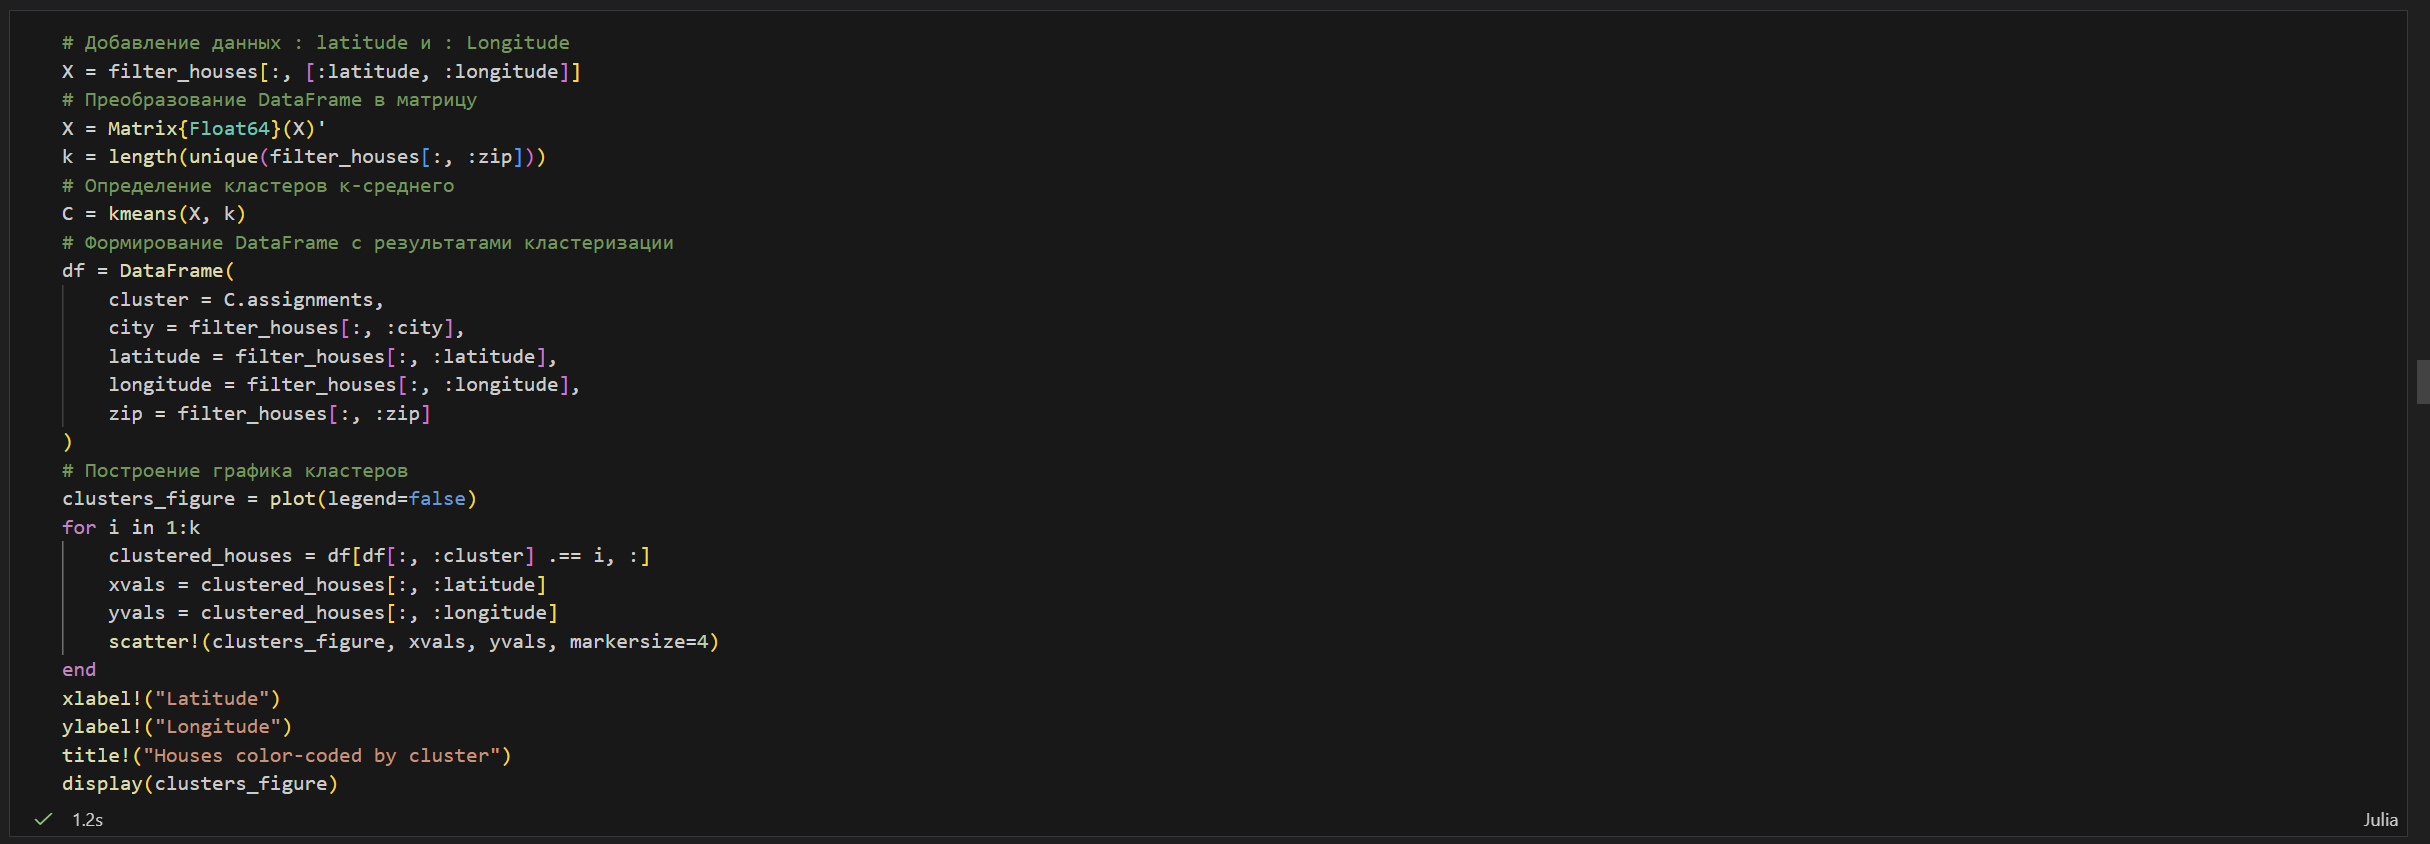 # Добавление данных : latitude и : Longitude
X = filter_houses[:, [:latitude, :longitude]]
# Преобразование DataFrame в матрицу
X = Matrix{Float64}(X)'
k = length(unique(filter_houses[:, :zip]))
# Определение кластеров к-среднего
C = kmeans(X, k)
# Формирование DataFrame с результатами кластеризации
df = DataFrame(
    cluster = C.assignments,
    city = filter_houses[:, :city],
    latitude = filter_houses[:, :latitude],
    longitude = filter_houses[:, :longitude],
    zip = filter_houses[:, :zip]
)
# Построение графика кластеров
clusters_figure = plot(legend=false)
for i in 1:k
    clustered_houses = df[df[:, :cluster] .== i, :]
    xvals = clustered_houses[:, :latitude]
    yvals = clustered_houses[:, :longitude]
    scatter!(clusters_figure, xvals, yvals, markersize=4)
end
xlabel!("Latitude")
ylabel!("Longitude")
title!("Houses color-coded by cluster")
display(clusters_figure)
1.2s
Julia